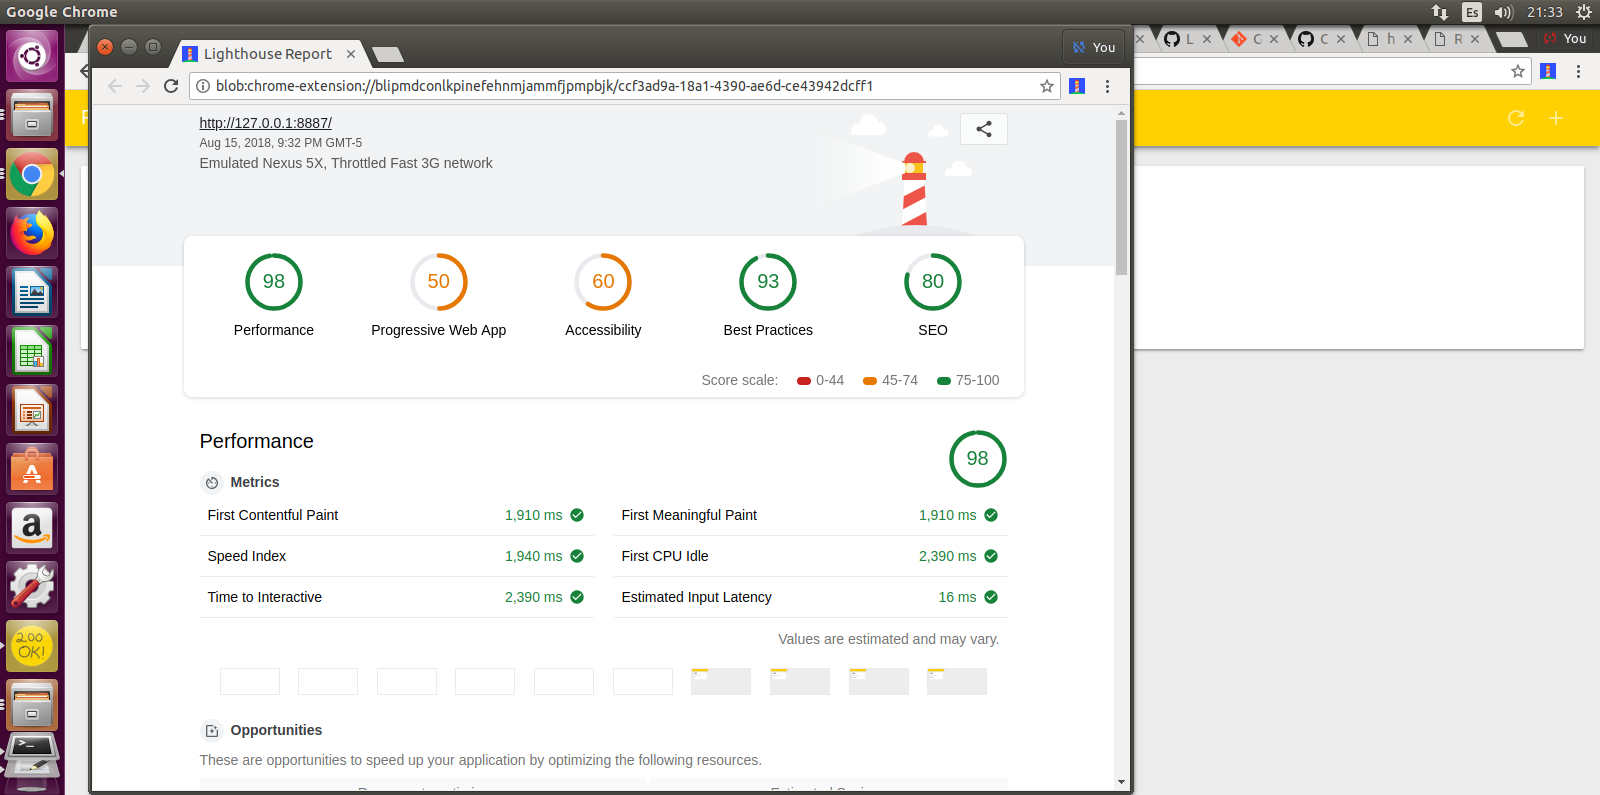 Google Chrome
Es
21:33
Lighthouse Report
You
L
C
C
h
R
You
blob:chrome-extension://blipmdconlkpinefehnmjammfjpmpbjk/ccf3ad9a-18a1-4390-ae6d-ce43942dcff1
http://127.0.0.1:8887/
Aug 15, 2018, 9:32 PM GMT-5
Emulated Nexus 5X, Throttled Fast 3G network
98
50
60
93
80
Performance
Progressive Web App
Accessibility
Best Practices
SEO
Score scale: 0-44 45-74 75-100
Performance
98
Metrics
First Contentful Paint 1,910 ms
First Meaningful Paint 1,910 ms
Speed Index 1,940 ms
First CPU Idle 2,390 ms
Time to Interactive 2,390 ms
Estimated Input Latency 16 ms
Values are estimated and may vary.
200 OK!
Opportunities
These are opportunities to speed up your application by optimizing the following resources.